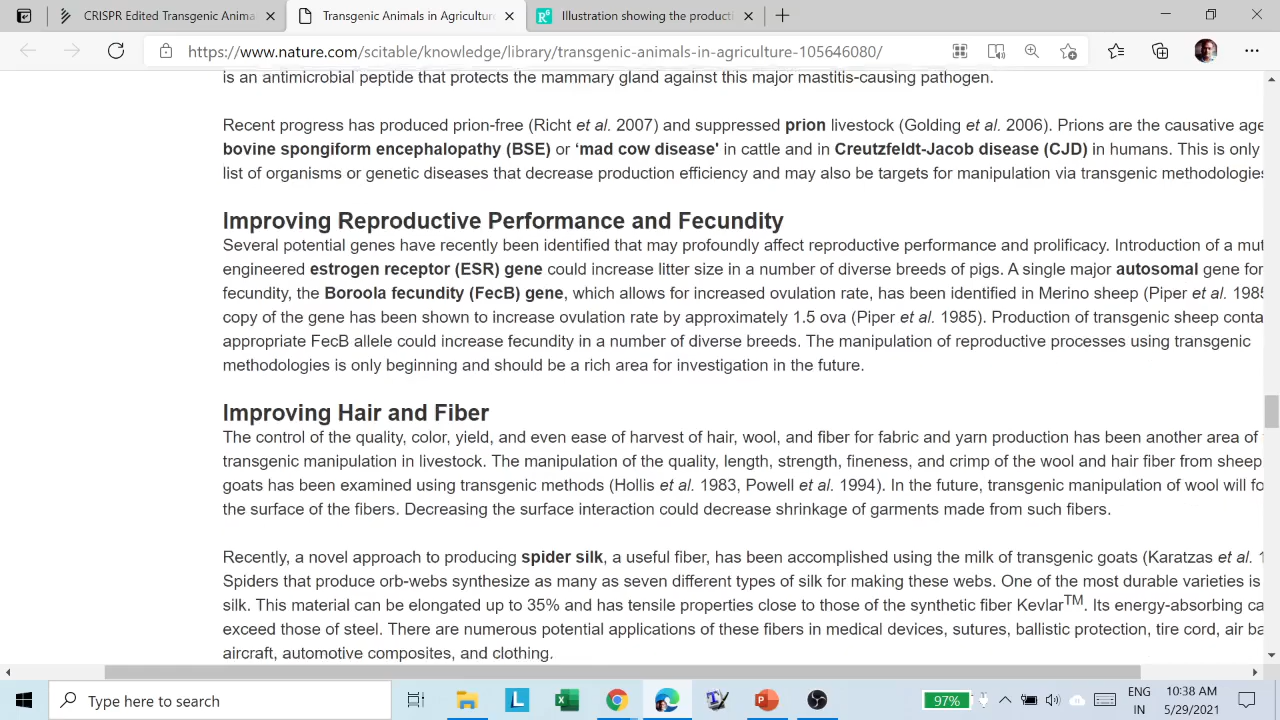 CRISPR Edited Transgenic Animals
Transgenic Animals in Agriculture
Illustration showing the producti
https://www.nature.com/scitable/knowledge/library/transgenic-animals-in-agriculture-105646080/
is an antimicrobial peptide that protects the mammary gland against this major mastitis-causing pathogen.
Recent progress has produced prion-free (Richt et al. 2007) and suppressed prion livestock (Golding et al. 2006). Prions are the causative age
bovine spongiform encephalopathy (BSE) or ‘mad cow disease' in cattle and in Creutzfeldt-Jacob disease (CJD) in humans. This is only
list of organisms or genetic diseases that decrease production efficiency and may also be targets for manipulation via transgenic methodologies
Improving Reproductive Performance and Fecundity
Several potential genes have recently been identified that may profoundly affect reproductive performance and prolificacy. Introduction of a mut
engineered estrogen receptor (ESR) gene could increase litter size in a number of diverse breeds of pigs. A single major autosomal gene for
fecundity, the Boroola fecundity (FecB) gene, which allows for increased ovulation rate, has been identified in Merino sheep (Piper et al. 1985
copy of the gene has been shown to increase ovulation rate by approximately 1.5 ova (Piper et al. 1985). Production of transgenic sheep conta
appropriate FecB allele could increase fecundity in a number of diverse breeds. The manipulation of reproductive processes using transgenic
methodologies is only beginning and should be a rich area for investigation in the future.
Improving Hair and Fiber
The control of the quality, color, yield, and even ease of harvest of hair, wool, and fiber for fabric and yarn production has been another area of
transgenic manipulation in livestock. The manipulation of the quality, length, strength, fineness, and crimp of the wool and hair fiber from sheep
goats has been examined using transgenic methods (Hollis et al. 1983, Powell et al. 1994). In the future, transgenic manipulation of wool will fo
the surface of the fibers. Decreasing the surface interaction could decrease shrinkage of garments made from such fibers.
Recently, a novel approach to producing spider silk, a useful fiber, has been accomplished using the milk of transgenic goats (Karatzas et al. 1
Spiders that produce orb-webs synthesize as many as seven different types of silk for making these webs. One of the most durable varieties is
silk. This material can be elongated up to 35% and has tensile properties close to those of the synthetic fiber Kevlar™. Its energy-absorbing ca
exceed those of steel. There are numerous potential applications of these fibers in medical devices, sutures, ballistic protection, tire cord, air ba
aircraft, automotive composites, and clothing.
Type here to search
97%
ENG
IN
10:38 AM
5/29/2021